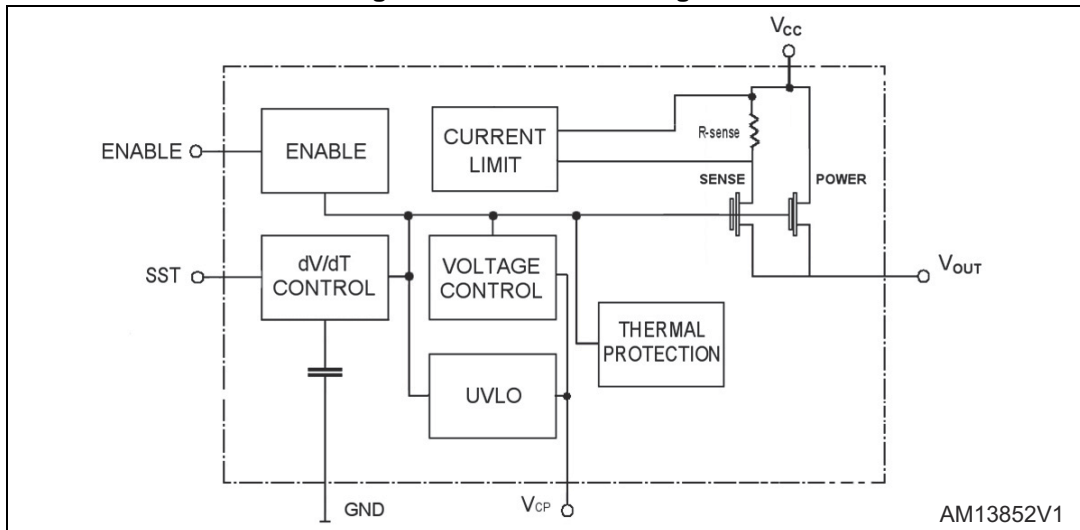 VCC
ENABLE
ENABLE
CURRENT
LIMIT
R-sense
SENSE
POWER
SST
dV/dT
CONTROL
VOLTAGE
CONTROL
VOUT
THERMAL
PROTECTION
UVLO
GND
VCP
AM13852V1